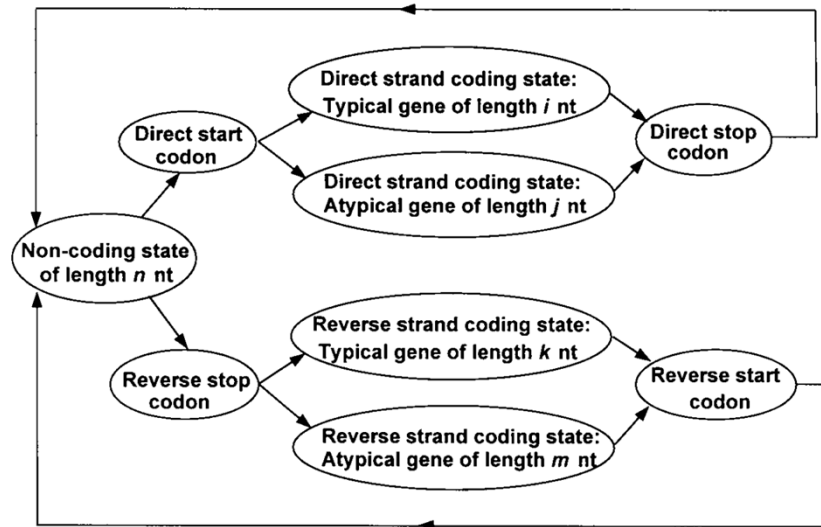 Direct strand coding state:
Typical gene of length i nt
Direct start
codon
Direct stop
codon
Direct strand coding state:
Atypical gene of length j nt
Non-coding state
of length n nt
Reverse strand coding state:
Typical gene of length k nt
Reverse stop
codon
Reverse start
codon
Reverse strand coding state:
Atypical gene of length m nt